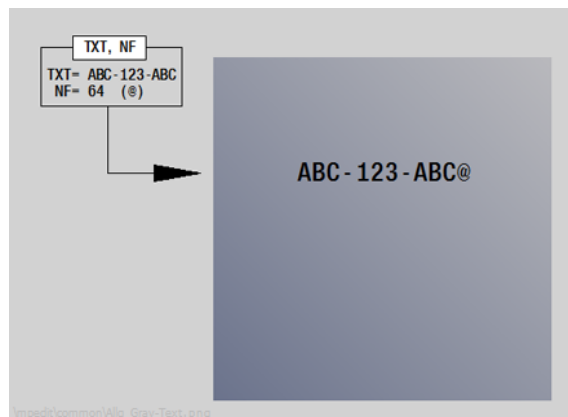 TXT, NF
TXT= ABC-123-ABC
NF= 64 (@)
ABC-123-ABC@